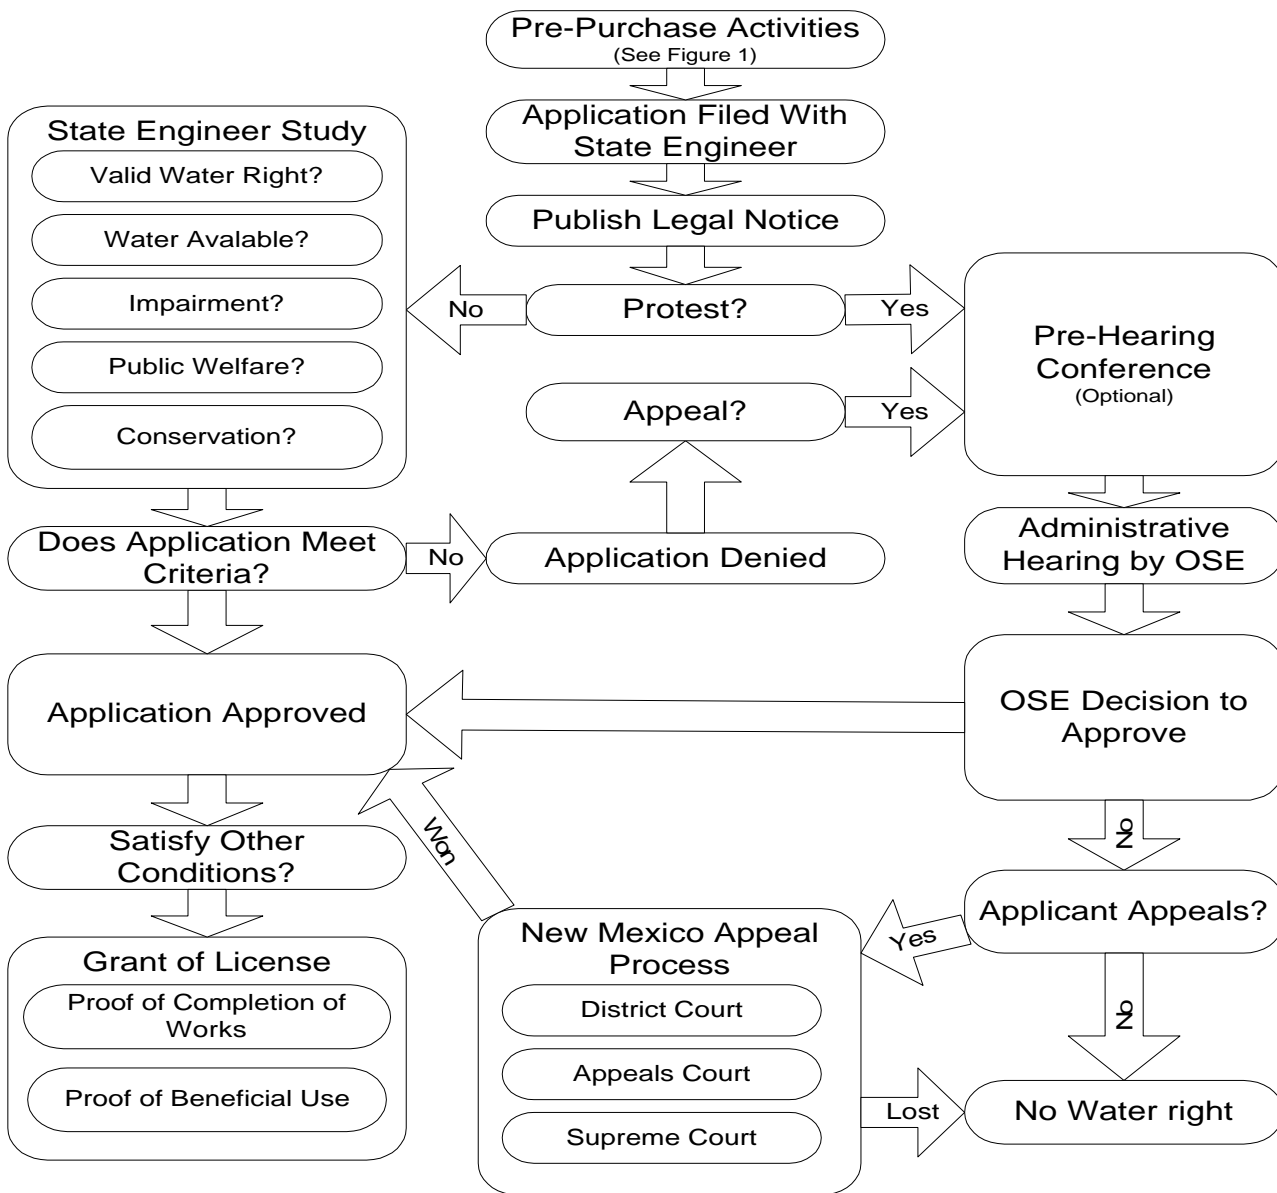 Pre-Purchase Activities
(See Figure 1)
Application Filed With
State Engineer
Publish Legal Notice
Protest?
No
Yes
State Engineer Study
Valid Water Right?
Water Avalable?
Impairment?
Public Welfare?
Conservation?
Pre-Hearing
Conference
(Optional)
Appeal?
Yes
Does Application Meet
Criteria?
No
Application Denied
Administrative
Hearing by OSE
Application Approved
OSE Decision to
Approve
No
Satisfy Other
Conditions?
Won
Applicant Appeals?
Yes
No
New Mexico Appeal
Process
District Court
Appeals Court
Supreme Court
Lost
No Water right
Grant of License
Proof of Completion of
Works
Proof of Beneficial Use